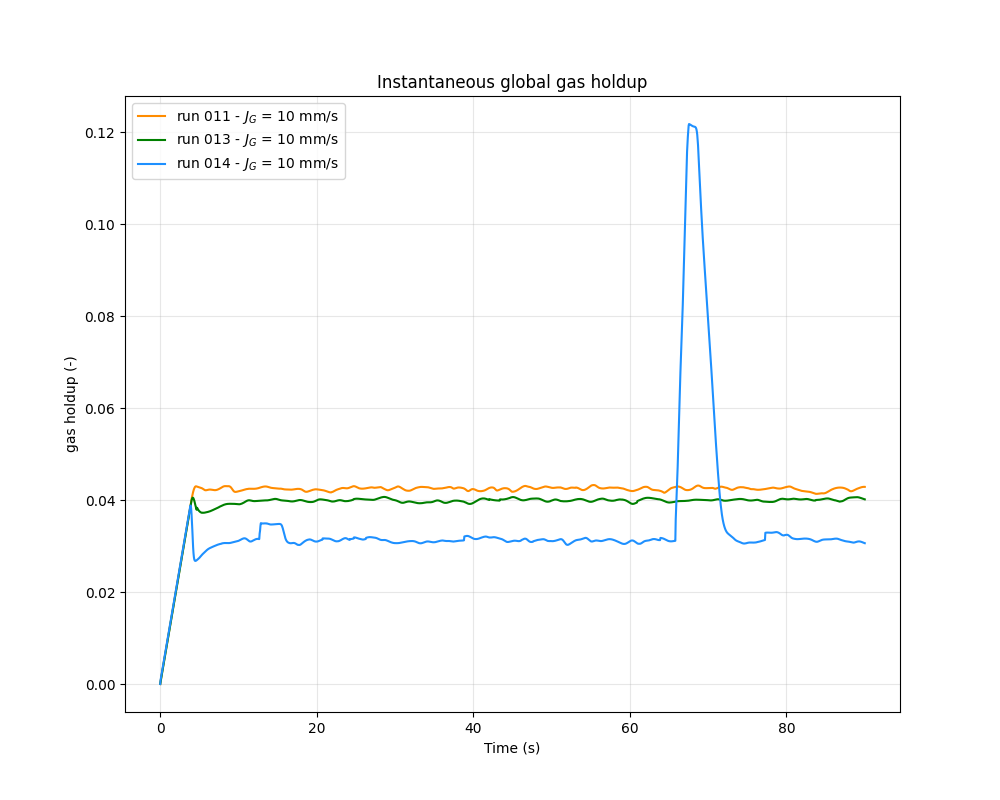 Instantaneous global gas holdup
run 011 - J_G = 10 mm/s
run 013 - J_G = 10 mm/s
run 014 - J_G = 10 mm/s
gas holdup (-)
0.12
0.10
0.08
0.06
0.04
0.02
0.00
0 20 40 60 80
Time (s)